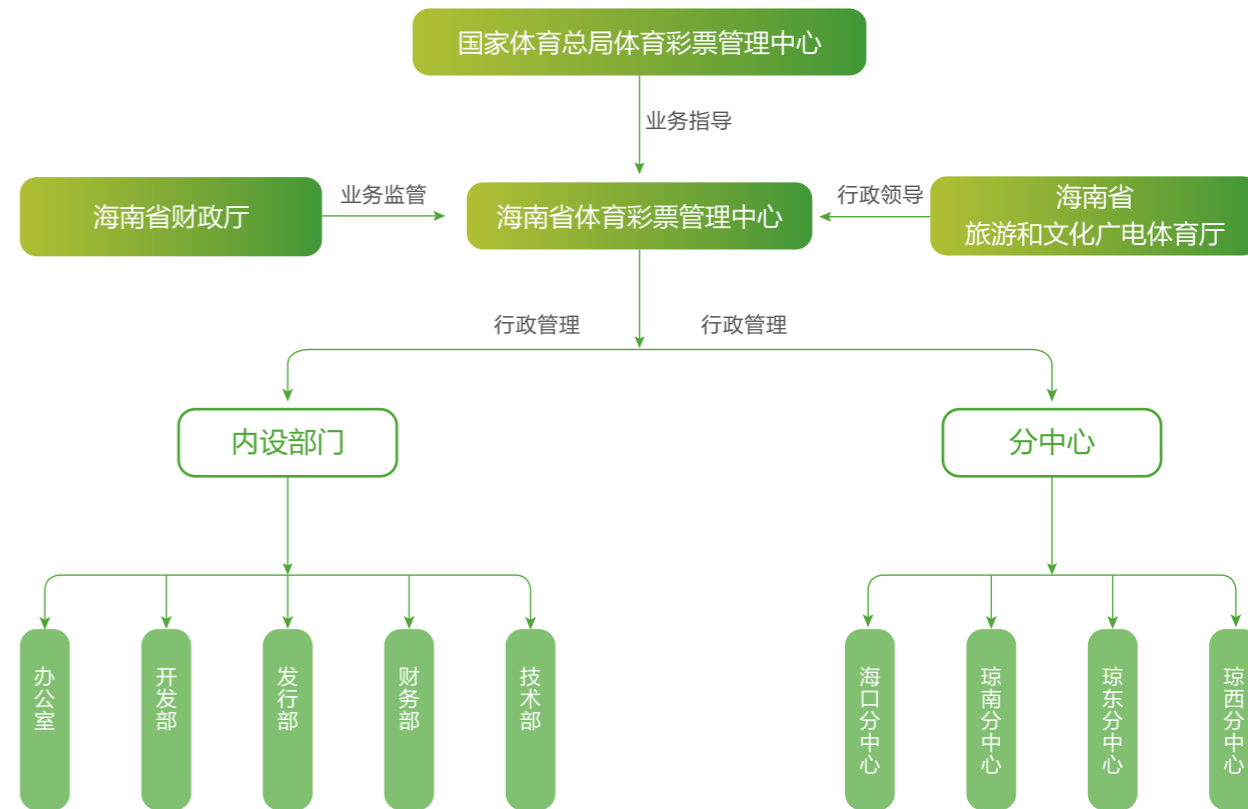 国家体育总局体育彩票管理中心
业务指导
海南省财政厅
业务监管
海南省体育彩票管理中心
行政领导
海南省
旅游和文化广电体育厅
行政管理
行政管理
内设部门
分中心
办公室
开发部
发行部
财务部
技术部
海口分中心
琼南分中心
琼东分中心
琼西分中心